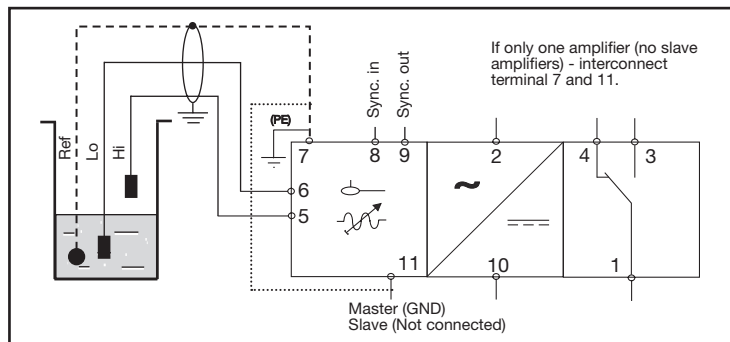 If only one amplifier (no slave
amplifiers) - interconnect
terminal 7 and 11.
Sync. in
Sync. out
(PE)
Ref
Lo
Hi
7
8
9
2
4
3
6
5
11
10
1
Master (GND)
Slave (Not connected)